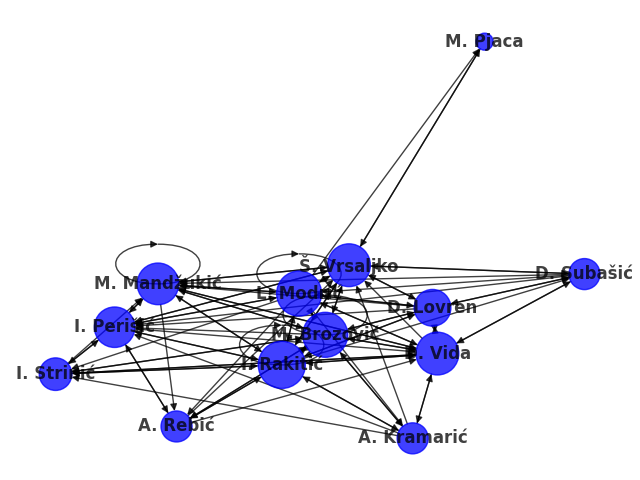 M. Pjaca
Š. Vrsaljko
D. Subašić
M. Mandžukić
L. Modrić
D. Lovren
I. Perišić
M. Brozović
D. Vida
I. Rakitić
I. Strinić
A. Rebić
A. Kramarić